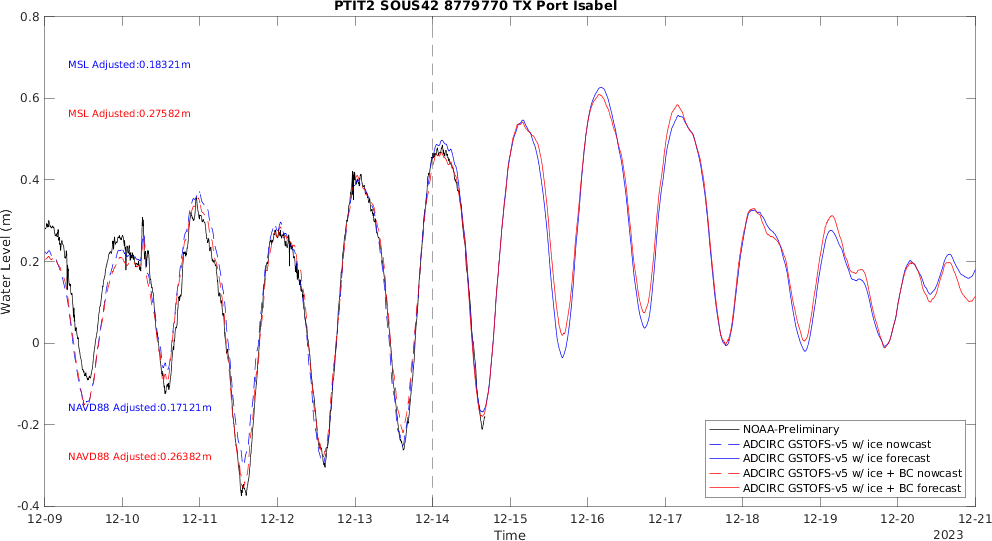 PTIT2 SOUS42 8779770 TX Port Isabel
0.8
0.6
0.4
0.2
0
-0.2
-0.4
Water Level (m)
MSL Adjusted:0.18321m
MSL Adjusted:0.27582m
NAVD88 Adjusted:0.17121m
NAVD88 Adjusted:0.26382m
NOAA-Preliminary
ADCIRC GSTOFS-v5 w/ ice nowcast
ADCIRC GSTOFS-v5 w/ ice forecast
ADCIRC GSTOFS-v5 w/ ice + BC nowcast
ADCIRC GSTOFS-v5 w/ ice + BC forecast
12-09 12-10 12-11 12-12 12-13 12-14 12-15 12-16 12-17 12-18 12-19 12-20 12-21
Time
2023